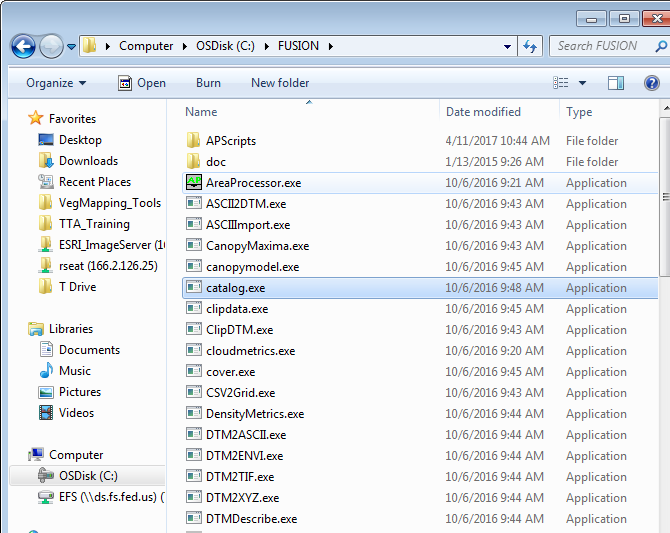 Computer OSDisk (C:) FUSION Search FUSION
Organize Open Burn New folder
Favorites
Desktop
Downloads
Recent Places
VegMapping_Tools
TTA_Training
ESRI_ImageServer (16
rseat (166.2.126.25)
T Drive
Libraries
Documents
Music
Pictures
Videos
Computer
OSDisk (C:)
EFS (\\ds.fs.fed.us) (
Name Date modified Type
APScripts 4/11/2017 10:44 AM File folder
doc 1/13/2015 9:26 AM File folder
AreaProcessor.exe 10/6/2016 9:21 AM Application
ASCII2DTM.exe 10/6/2016 9:43 AM Application
ASCIIImport.exe 10/6/2016 9:43 AM Application
CanopyMaxima.exe 10/6/2016 9:43 AM Application
canopymodel.exe 10/6/2016 9:45 AM Application
catalog.exe 10/6/2016 9:48 AM Application
clipdata.exe 10/6/2016 9:45 AM Application
ClipDTM.exe 10/6/2016 9:43 AM Application
cloudmetrics.exe 10/6/2016 9:20 AM Application
cover.exe 10/6/2016 9:45 AM Application
CSV2Grid.exe 10/6/2016 9:43 AM Application
DensityMetrics.exe 10/6/2016 9:44 AM Application
DTM2ASCII.exe 10/6/2016 9:44 AM Application
DTM2ENVI.exe 10/6/2016 9:44 AM Application
DTM2TIF.exe 10/6/2016 9:44 AM Application
DTM2XYZ.exe 10/6/2016 9:44 AM Application
DTMDescribe.exe 10/6/2016 9:44 AM Application